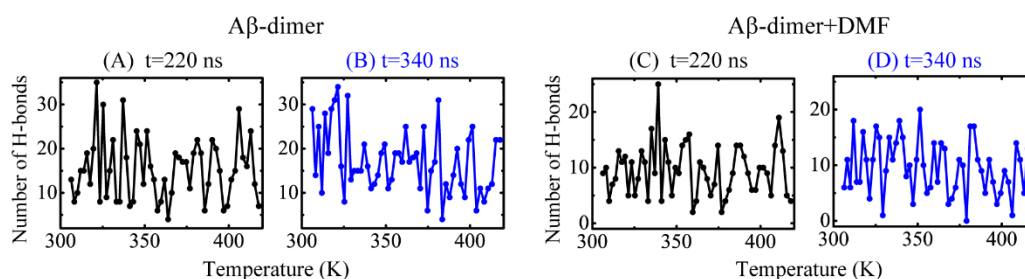 Aβ-dimer
Aβ-dimer+DMF
(A) t=220 ns
(B) t=340 ns
(C) t=220 ns
(D) t=340 ns
Number of H-bonds
30
20
10
300 350 400
30
20
10
300 350 400
Temperature (K)
Number of H-bonds
20
10
0
300 350 400
20
10
0
300 350 400
Temperature (K)